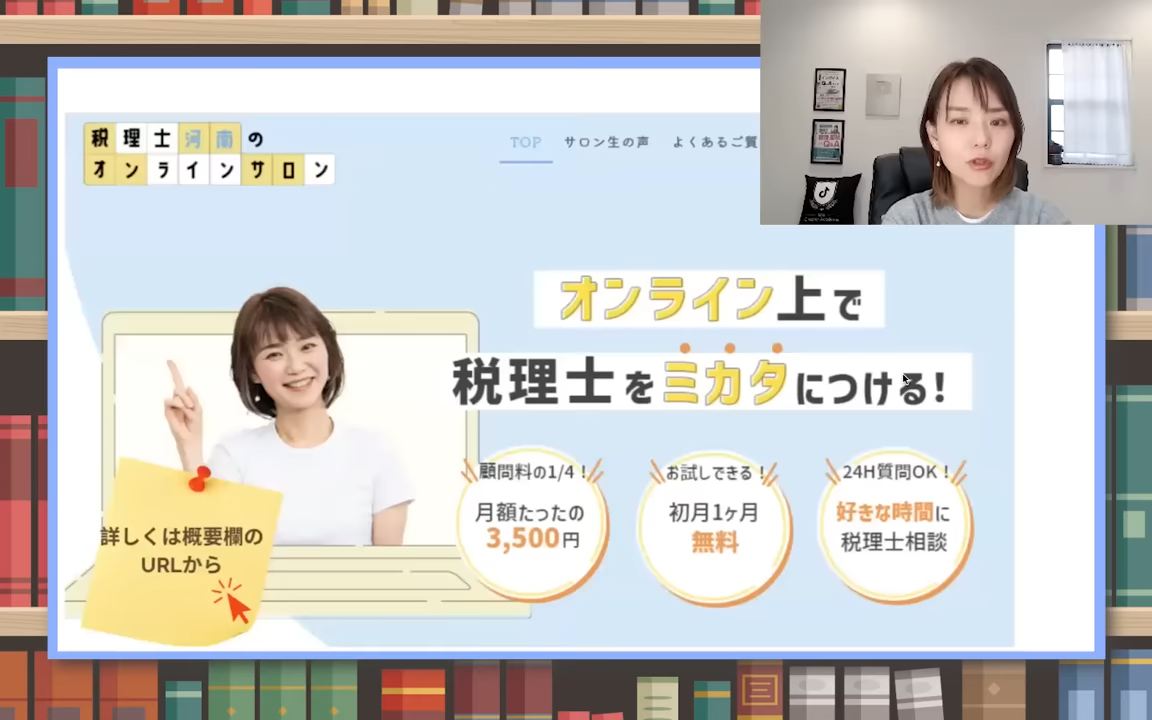 税理士河南の
オンラインサロン
TOP サロン生の声 よくあるご質
オンライン上で
税理士をミカタにつける!
顧問料の1/4!
月額たったの
3,500円
お試しできる!
初月1ヶ月
無料
24H質問OK!
好きな時間に
税理士相談
詳しくは概要欄の
URLから